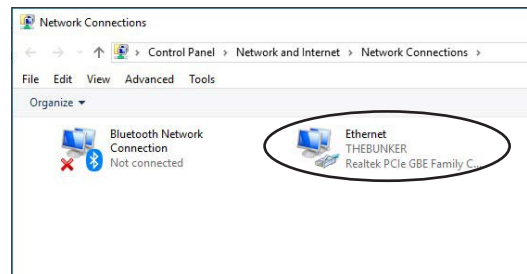 Network Connections
Control Panel > Network and Internet > Network Connections >
File Edit View Advanced Tools
Organize
Bluetooth Network
Connection
Not connected
Ethernet
THEBUNKER
Realtek PCIe GBE Family C...